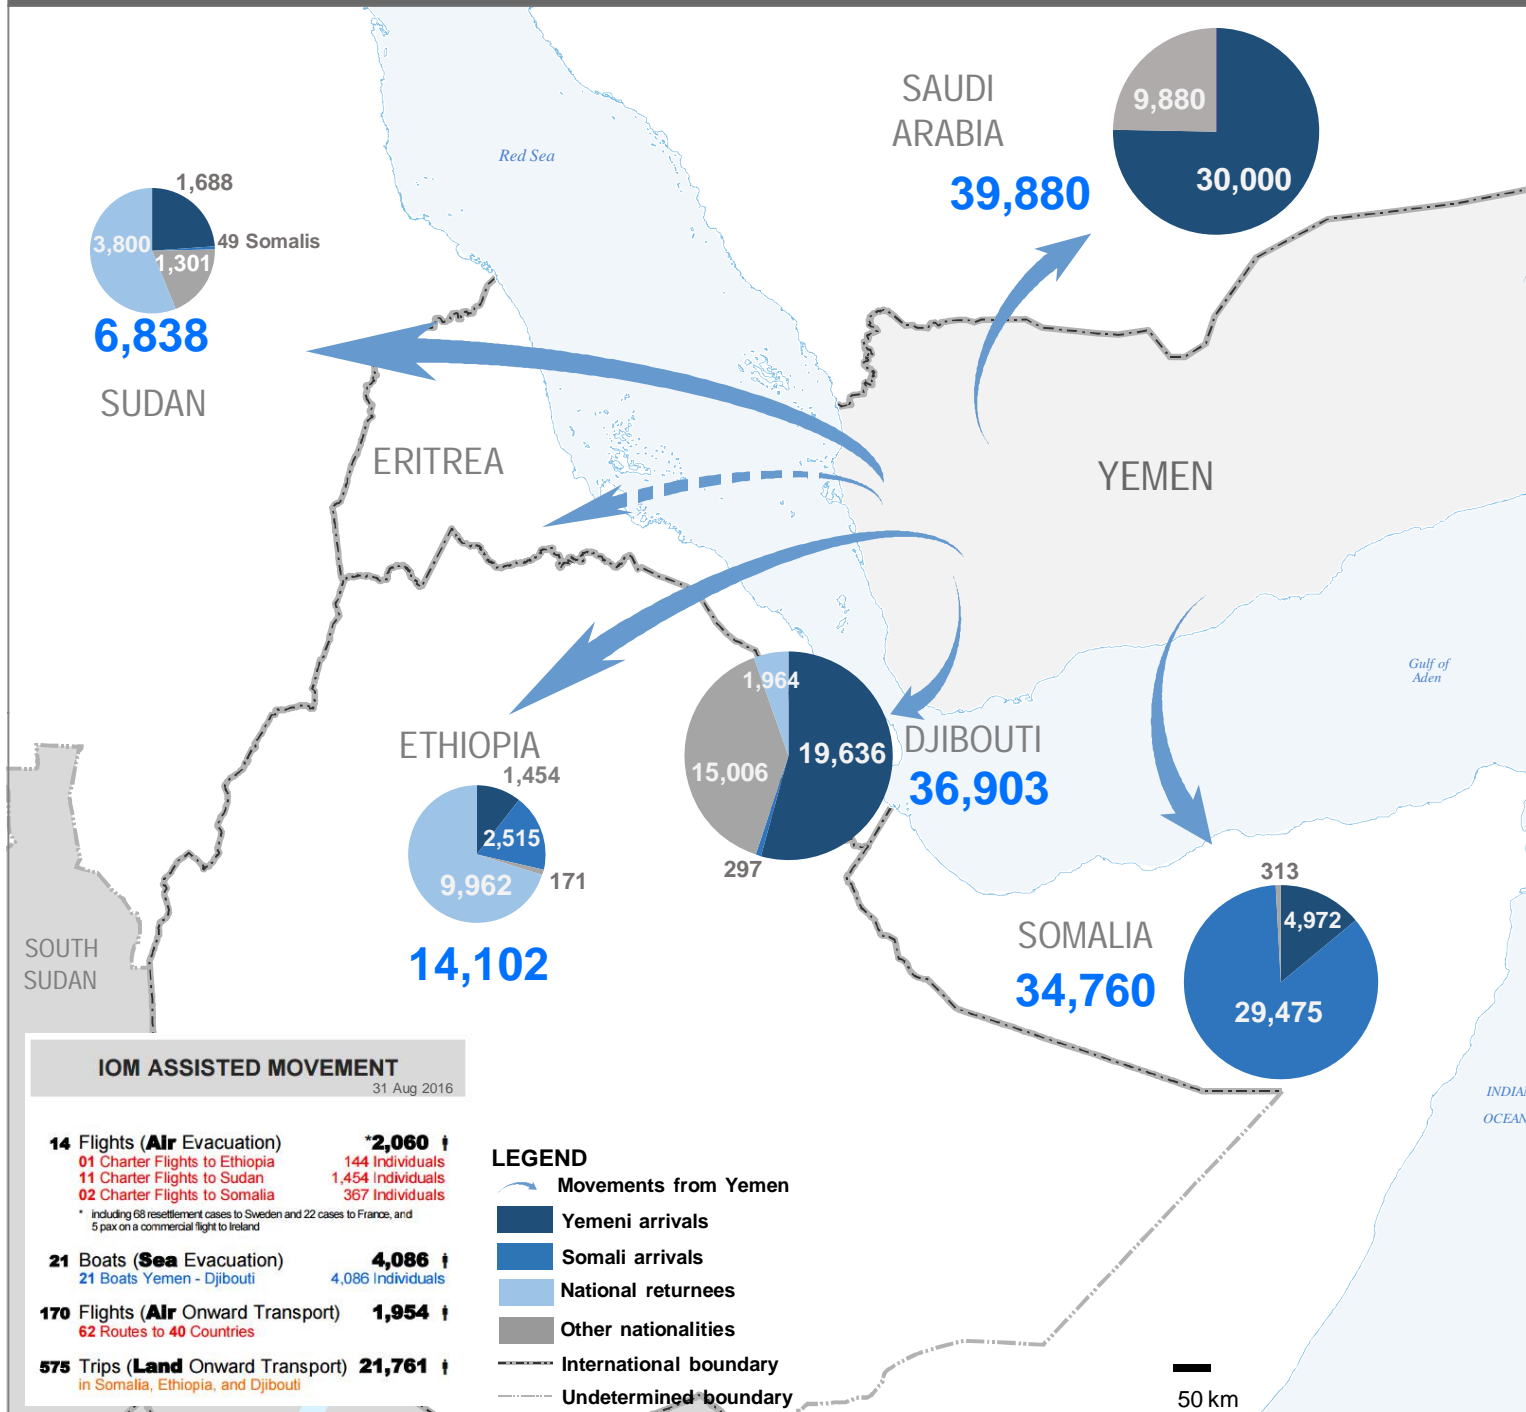 SAUDI
ARABIA
39,880
9,880
30,000
Red Sea
1,688
49 Somalis
3,800
1,301
6,838
SUDAN
ERITREA
YEMEN
Gulf of
Aden
ETHIOPIA
1,454
2,515
9,962
171
14,102
1,964
19,636
15,006
297
DJIBOUTI
36,903
313
4,972
29,475
SOMALIA
34,760
SOUTH
SUDAN
INDIA
OCEAN
IOM ASSISTED MOVEMENT
31 Aug 2016
14 Flights (Air Evacuation) *2,060
01 Charter Flights to Ethiopia 144 Individuals
11 Charter Flights to Sudan 1,454 Individuals
02 Charter Flights to Somalia 367 Individuals
* including 68 resettlement cases to Sweden and 22 cases to France, and
5 pax on a commercial flight to Ireland
21 Boats (Sea Evacuation) 4,086
21 Boats Yemen - Djibouti 4,086 Individuals
170 Flights (Air Onward Transport) 1,954
62 Routes to 40 Countries
575 Trips (Land Onward Transport) 21,761
in Somalia, Ethiopia, and Djibouti
LEGEND
Movements from Yemen
Yemeni arrivals
Somali arrivals
National returnees
Other nationalities
International boundary
Undetermined boundary
50 km